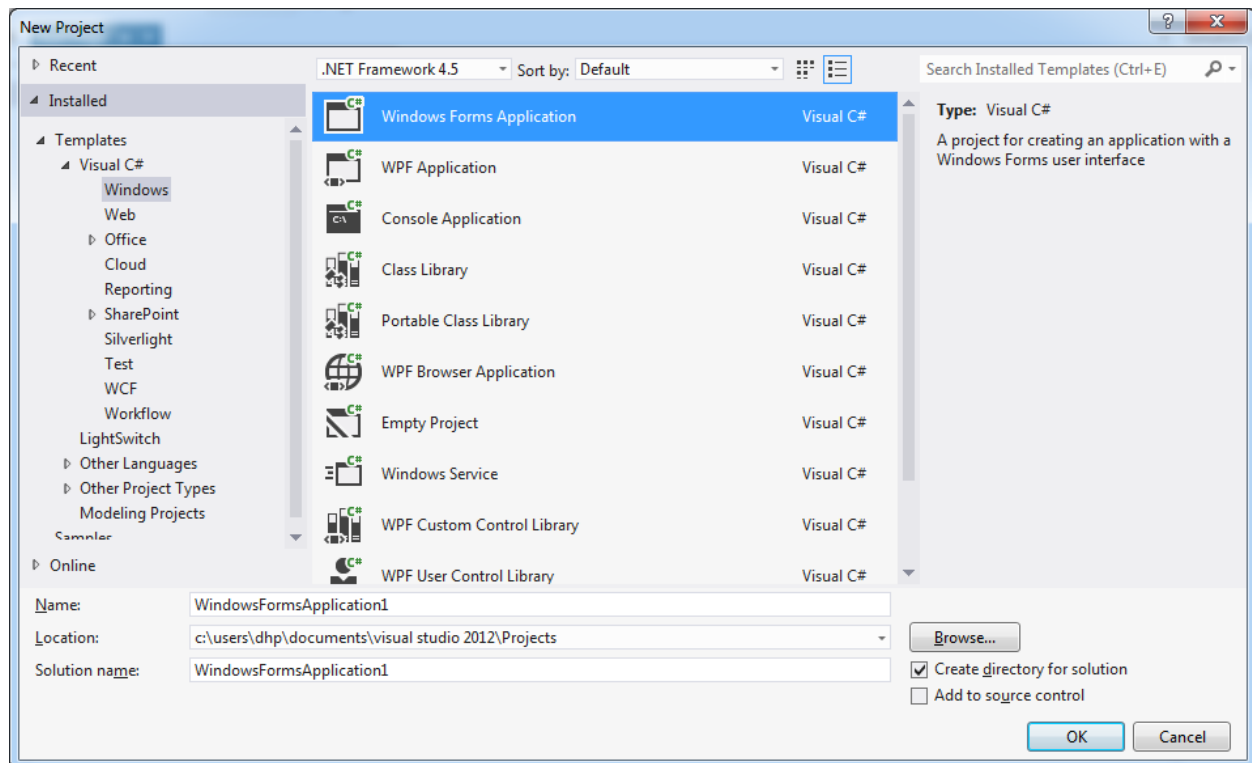 New Project
Recent
.NET Framework 4.5
Sort by: Default
Search Installed Templates (Ctrl+E)
Installed
Templates
Visual C#
Windows
Web
Office
Cloud
Reporting
SharePoint
Silverlight
Test
WCF
Workflow
LightSwitch
Other Languages
Other Project Types
Modeling Projects
Samples
Online
Windows Forms Application Visual C#
WPF Application Visual C#
Console Application Visual C#
Class Library Visual C#
Portable Class Library Visual C#
WPF Browser Application Visual C#
Empty Project Visual C#
Windows Service Visual C#
WPF Custom Control Library Visual C#
WPF User Control Library Visual C#
Type: Visual C#
A project for creating an application with a
Windows Forms user interface
Name: WindowsFormsApplication1
Location: c:\users\dhp\documents\visual studio 2012\Projects
Browse...
Solution name: WindowsFormsApplication1
Create directory for solution
Add to source control
OK Cancel